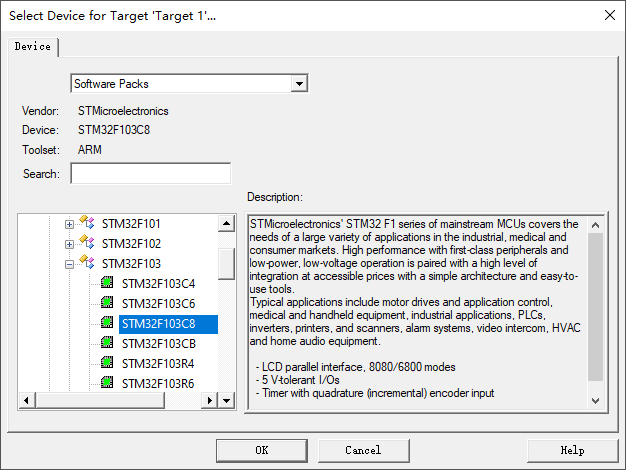 Select Device for Target 'Target 1'...
Device
Software Packs
Vendor: STMicroelectronics
Device: STM32F103C8
Toolset: ARM
Search:
Description:
STM32F101
STM32F102
STM32F103
STM32F103C4
STM32F103C6
STM32F103C8
STM32F103CB
STM32F103R4
STM32F103R6
STMicroelectronics' STM32 F1 series of mainstream MCUs covers the
needs of a large variety of applications in the industrial, medical and
consumer markets. High performance with first-class peripherals and
low-power, low-voltage operation is paired with a high level of
integration at accessible prices with a simple architecture and easy-to-
use tools.
Typical applications include motor drives and application control,
medical and handheld equipment, industrial applications, PLCs,
inverters, printers, and scanners, alarm systems, video intercom, HVAC
and home audio equipment.
- LCD parallel interface, 8080/6800 modes
- 5 V-tolerant I/Os
- Timer with quadrature (incremental) encoder input
OK
Cancel
Help